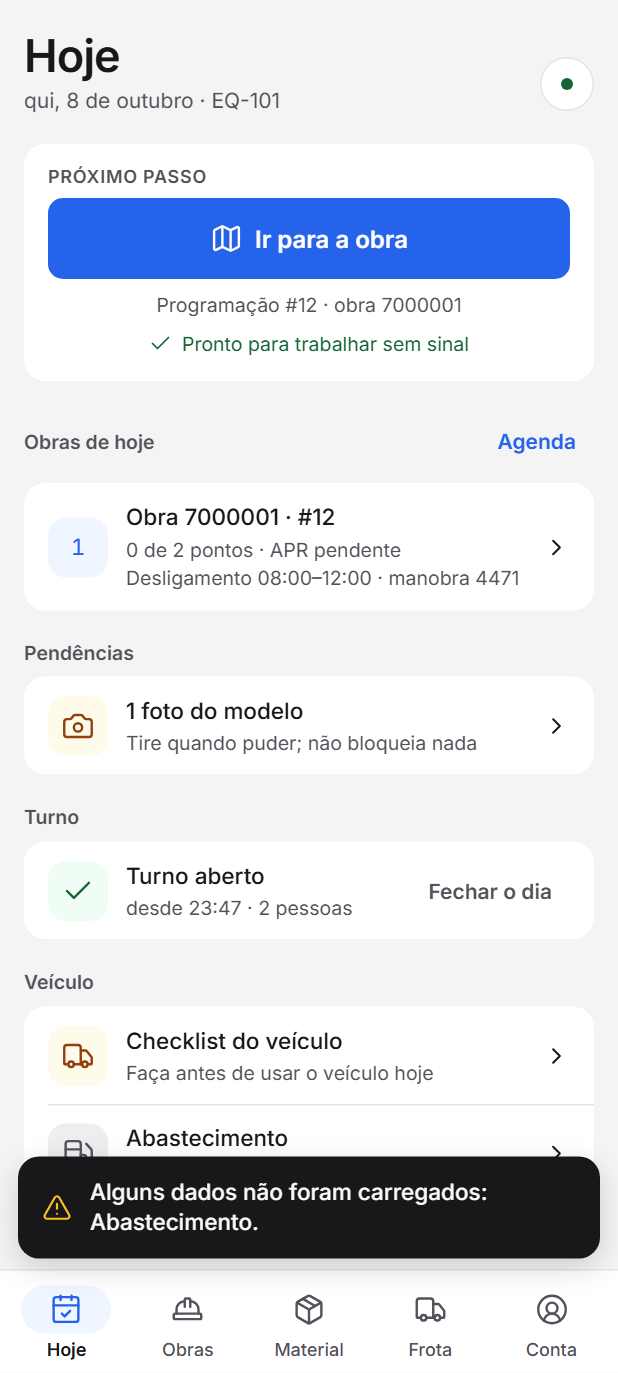 Hoje
qui, 8 de outubro · EQ-101
PRÓXIMO PASSO
Ir para a obra
Programação #12 · obra 7000001
Pronto para trabalhar sem sinal
Obras de hoje
Agenda
1
Obra 7000001 · #12
0 de 2 pontos · APR pendente
Desligamento 08:00–12:00 · manobra 4471
Pendências
1 foto do modelo
Tire quando puder; não bloqueia nada
Turno
Turno aberto
desde 23:47 · 2 pessoas
Fechar o dia
Veículo
Checklist do veículo
Faça antes de usar o veículo hoje
Abastecimento
Alguns dados não foram carregados:
Abastecimento.
Hoje
Obras
Material
Frota
Conta